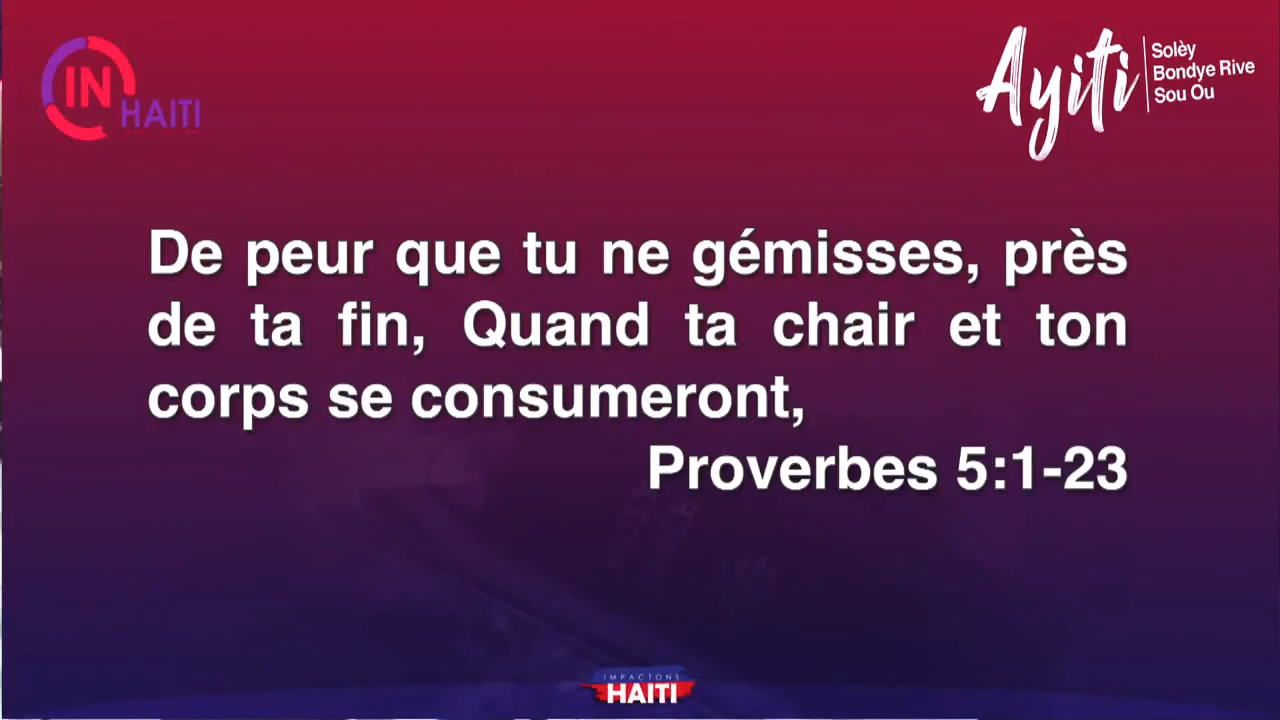 IN
HAITI
Ayiti
Solèy
Bondye Rive
Sou Ou
De peur que tu ne gémisses, près
de ta fin, Quand ta chair et ton
corps se consumeront,
Proverbes 5:1-23
IMPACTONS
HAITI